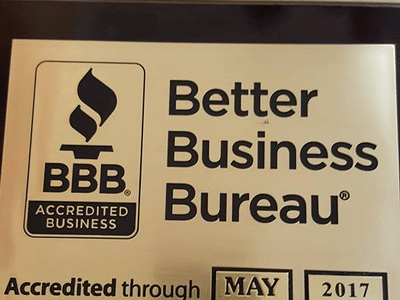 BBB®
ACCREDITED
BUSINESS
Better
Business
Bureau®
Accredited through MAY 2017